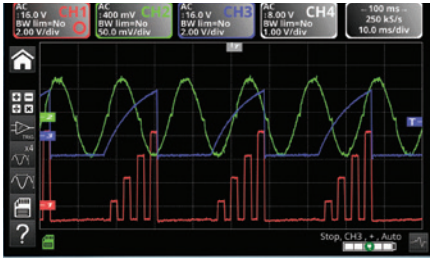 AC CH1
:16.0 V
BW lim=No
2.00 V/div
AC CH2
:400 mV
BW lim=No
50.0 mV/div
AC CH3
:16.0 V
BW lim=No
2.00 V/div
AC CH4
:8.00 V
BW lim=No
1.00 V/div
100 ms
250 kS/s
10.0 ms/div
T
TRIG
x4
?
Stop, CH3 , + , Auto